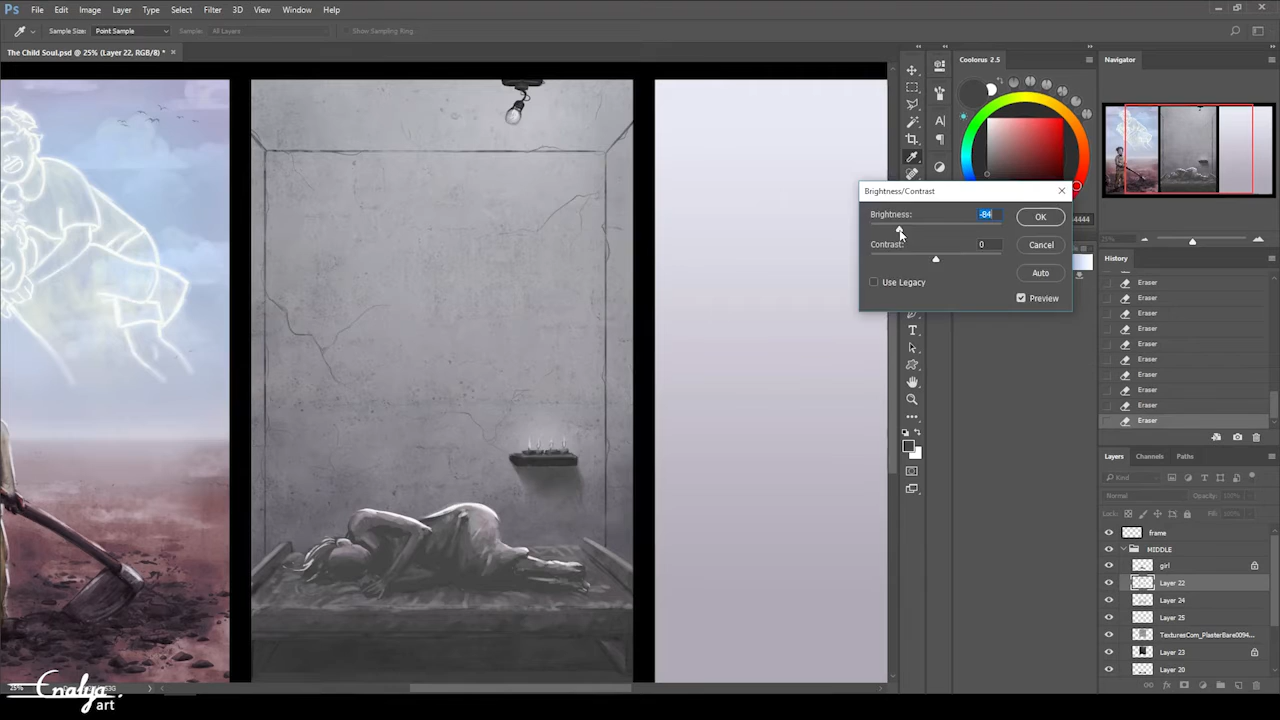 Ps File Edit Image Layer Type Select Filter 3D View Window Help
Sample Size: Point Sample Sample: All Layers Show Sampling Ring
The Child Soul.psd @ 25% (Layer 22, RGB/8) * ×
Coolorus 2.5
Navigator
25%
Brightness/Contrast
Brightness: -84
OK
Contrast: 0
Cancel
Auto
Use Legacy
Preview
4444
History
Eraser
Eraser
Eraser
Eraser
Eraser
Eraser
Eraser
Eraser
Eraser
Eraser
Layers Channels Paths
Kind
Normal Opacity: 100%
Lock: Fill: 100%
frame
MIDDLE
girl
Layer 22
Layer 24
Layer 25
TexturesCom_PlasterBare0094...
Layer 23
Layer 20
25%
Enalya
art